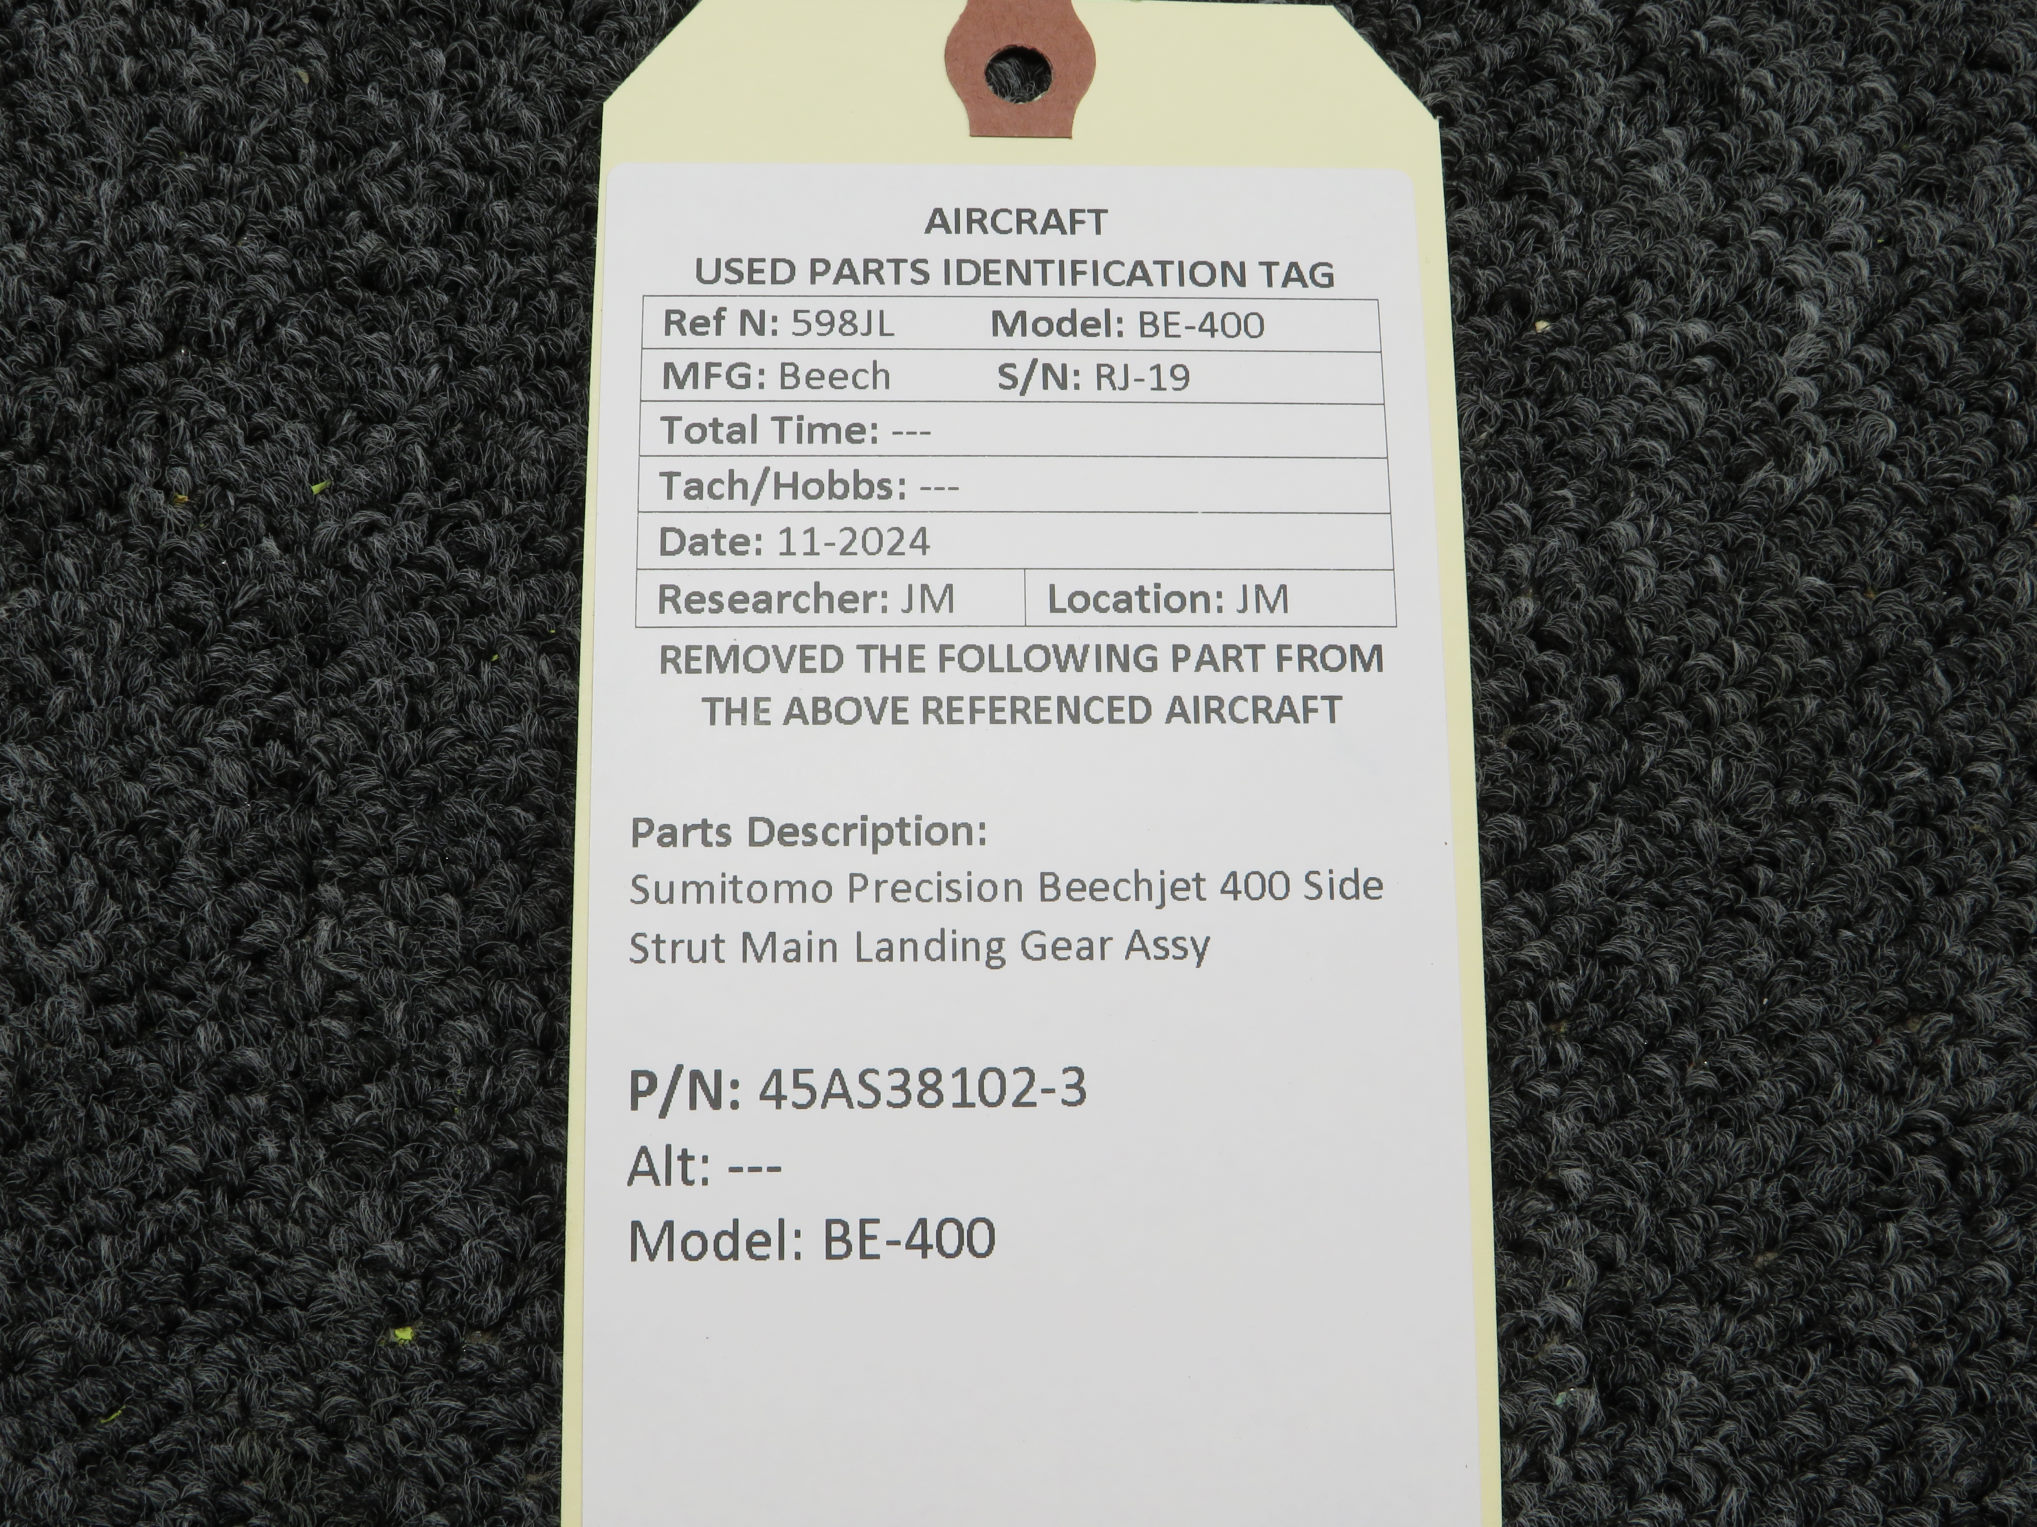 AIRCRAFT
USED PARTS IDENTIFICATION TAG
Ref N: 598JL Model: BE-400
MFG: Beech S/N: RJ-19
Total Time: ---
Tach/Hobbs: ---
Date: 11-2024
Researcher: JM Location: JM
REMOVED THE FOLLOWING PART FROM
THE ABOVE REFERENCED AIRCRAFT
Parts Description:
Sumitomo Precision Beechjet 400 Side
Strut Main Landing Gear Assy
P/N: 45AS38102-3
Alt: ---
Model: BE-400